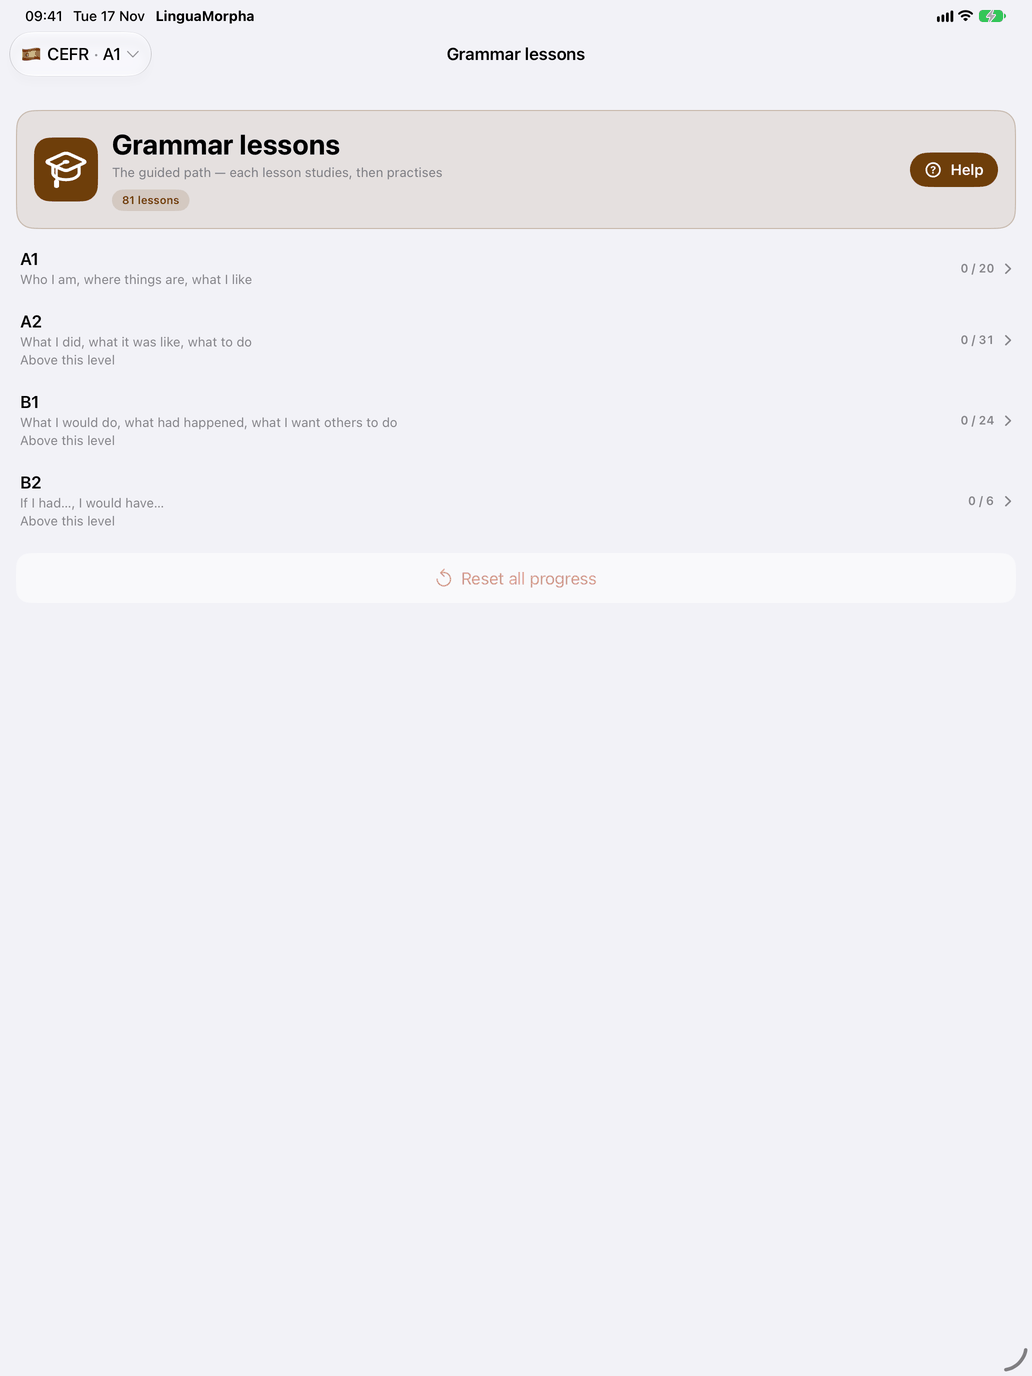 09:41 Tue 17 Nov LinguaMorpha
CEFR · A1
Grammar lessons
Grammar lessons
The guided path — each lesson studies, then practises
81 lessons
Help
A1
Who I am, where things are, what I like
0 / 20
A2
What I did, what it was like, what to do
Above this level
0 / 31
B1
What I would do, what had happened, what I want others to do
Above this level
0 / 24
B2
If I had…, I would have…
Above this level
0 / 6
Reset all progress